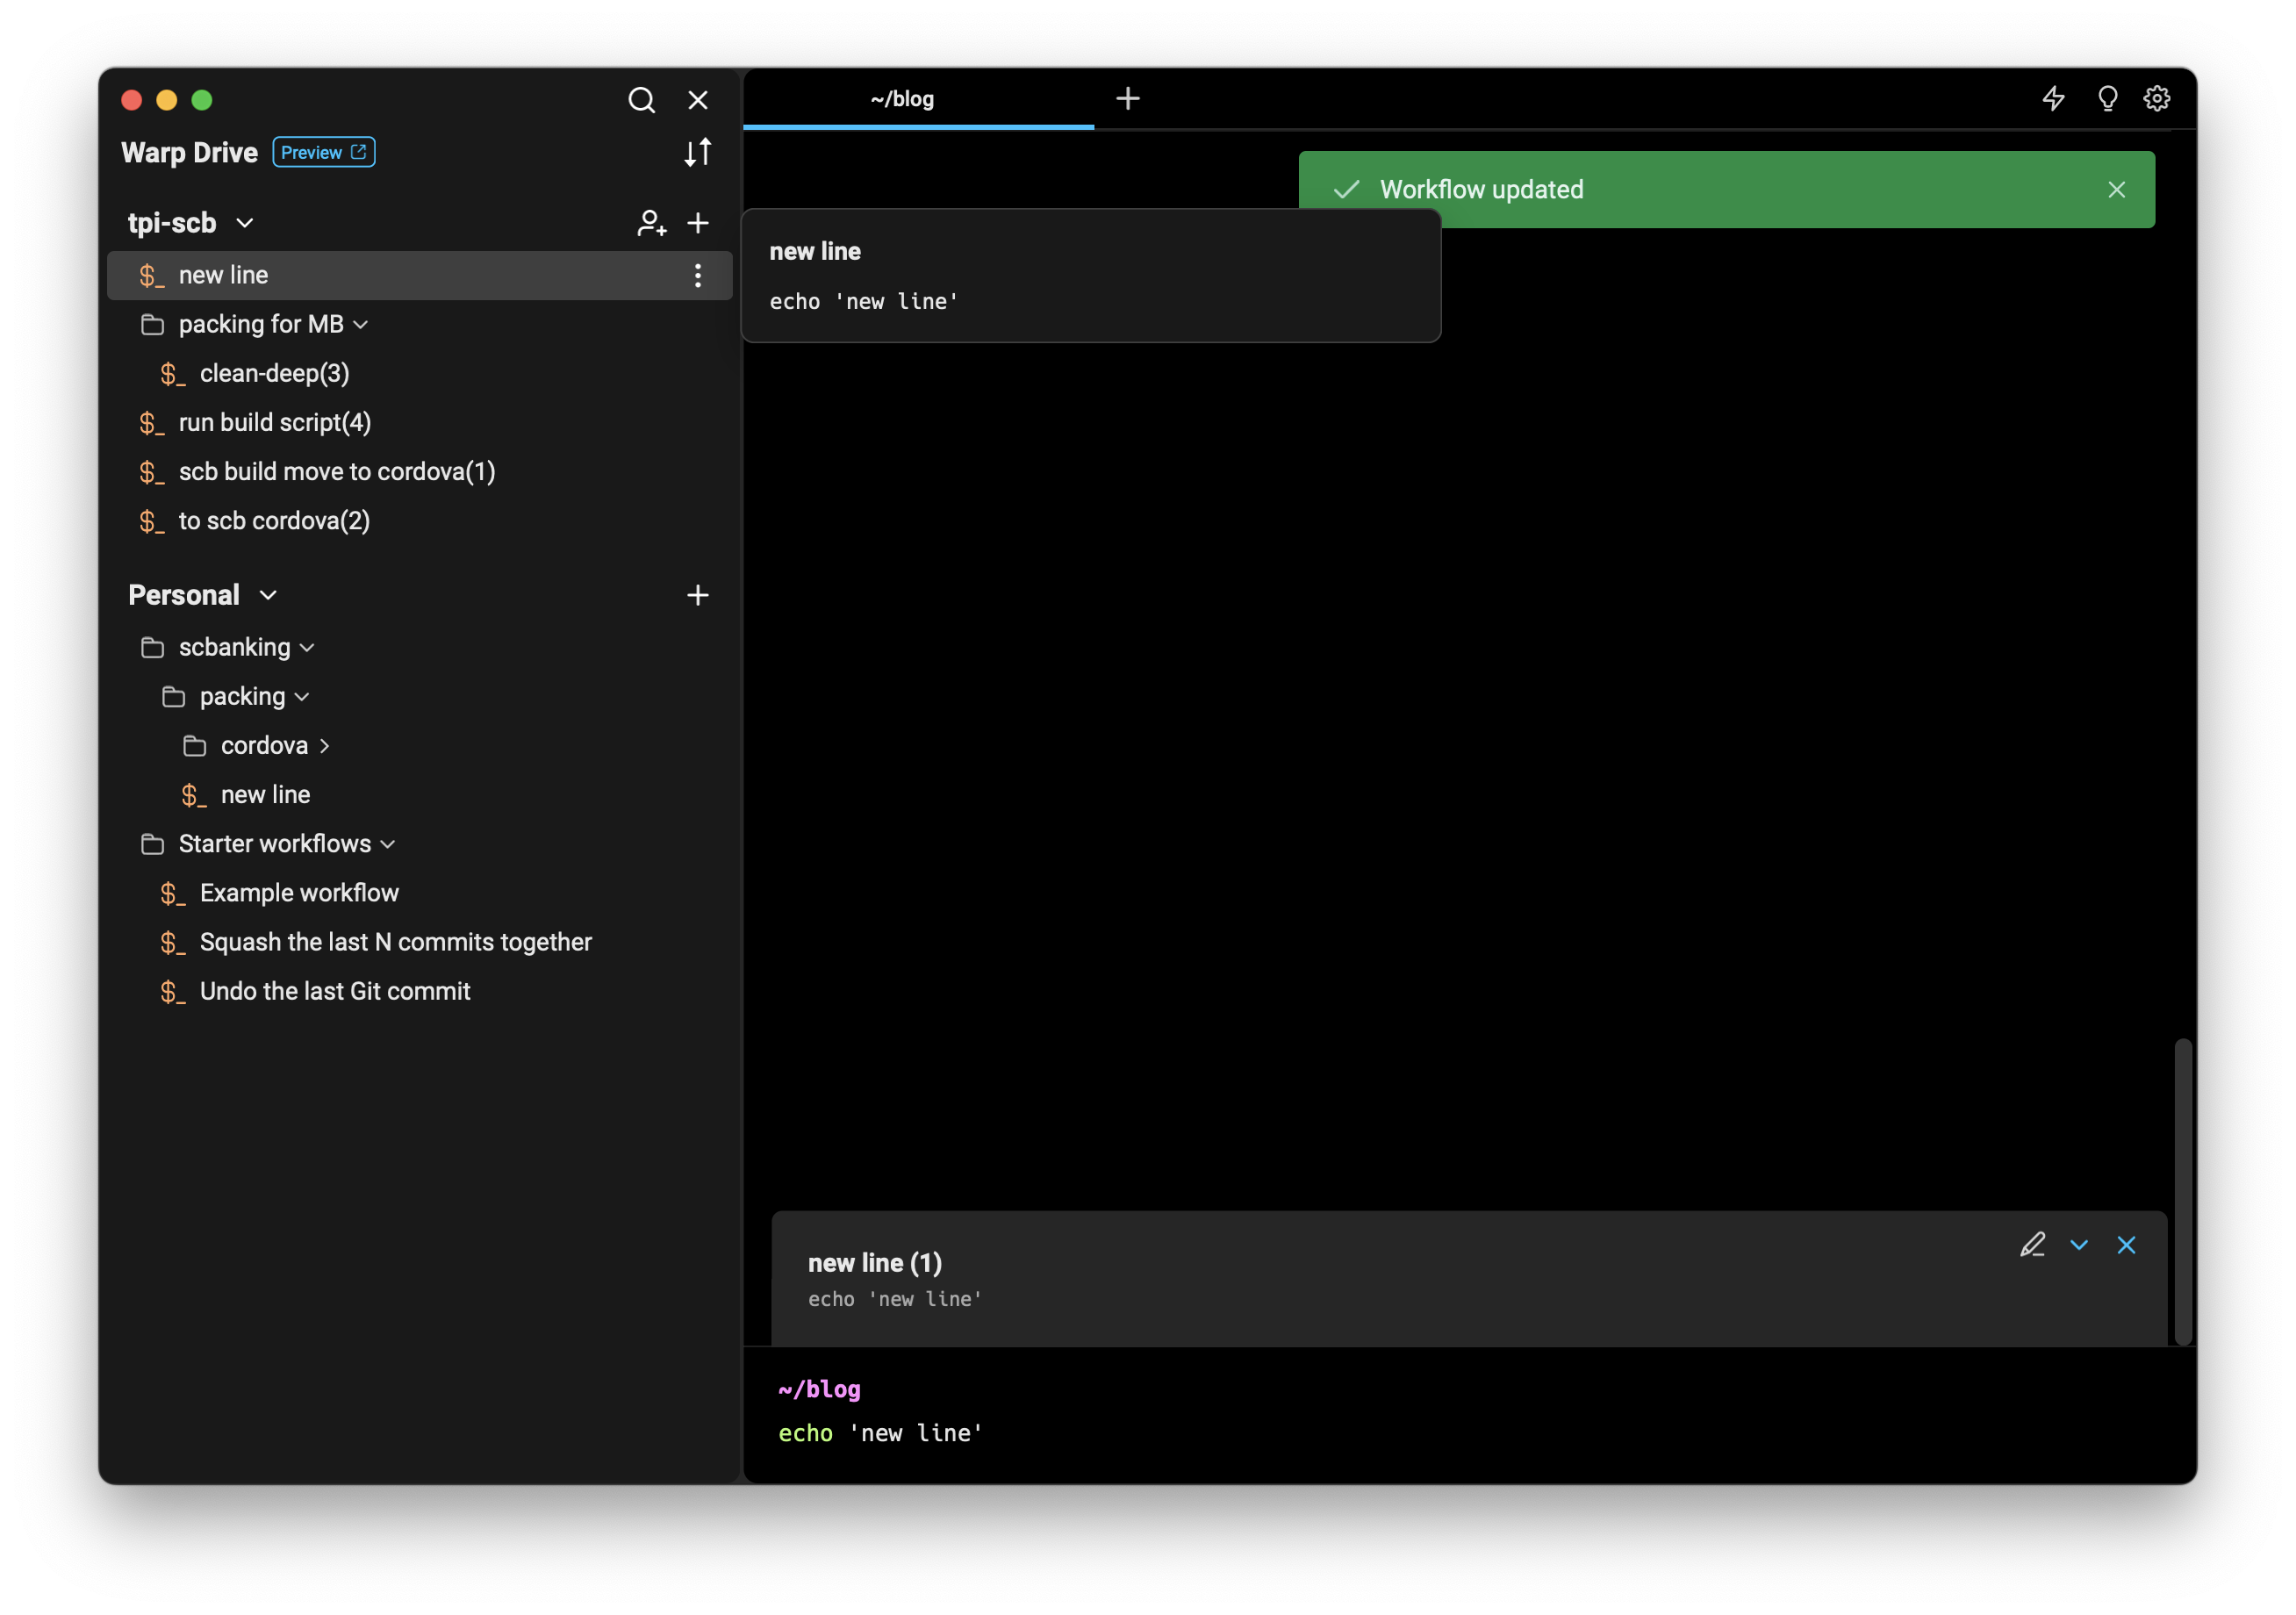 Warp Drive Preview
tpi-scb
$_ new line
packing for MB
$_ clean-deep(3)
$_ run build script(4)
$_ scb build move to cordova(1)
$_ to scb cordova(2)
Personal
scbanking
packing
cordova
$_ new line
Starter workflows
$_ Example workflow
$_ Squash the last N commits together
$_ Undo the last Git commit
~/blog
Workflow updated
new line
echo 'new line'
new line (1)
echo 'new line'
~/blog
echo 'new line'